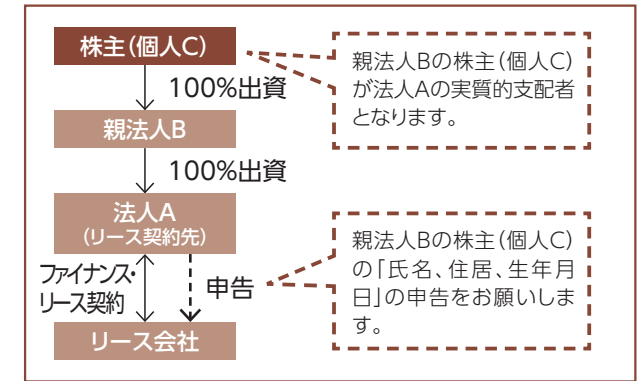 株主(個人C)
親法人Bの株主(個人C)
が法人Aの実質的支配者
となります。
100%出資
親法人B
100%出資
法人A
(リース契約先)
親法人Bの株主(個人C)
の「氏名、住居、生年月
日」の申告をお願いしま
す。
ファイナンス・
リース契約
申告
リース会社